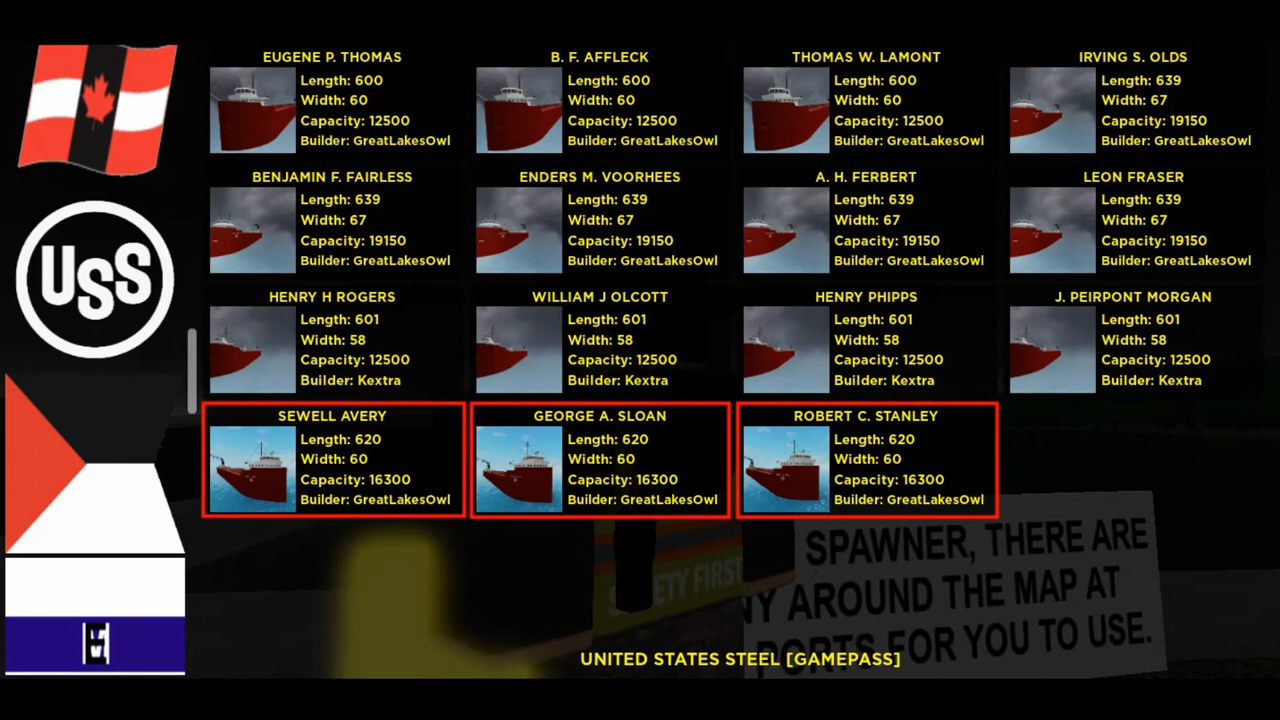 EUGENE P. THOMAS
Length: 600
Width: 60
Capacity: 12500
Builder: GreatLakesOwl
B. F. AFFLECK
Length: 600
Width: 60
Capacity: 12500
Builder: GreatLakesOwl
THOMAS W. LAMONT
Length: 600
Width: 60
Capacity: 12500
Builder: GreatLakesOwl
IRVING S. OLDS
Length: 639
Width: 67
Capacity: 19150
Builder: GreatLakesOwl
BENJAMIN F. FAIRLESS
Length: 639
Width: 67
Capacity: 19150
Builder: GreatLakesOwl
ENDERS M. VOORHEES
Length: 639
Width: 67
Capacity: 19150
Builder: GreatLakesOwl
A. H. FERBERT
Length: 639
Width: 67
Capacity: 19150
Builder: GreatLakesOwl
LEON FRASER
Length: 639
Width: 67
Capacity: 19150
Builder: GreatLakesOwl
HENRY H ROGERS
Length: 601
Width: 58
Capacity: 12500
Builder: Kextra
WILLIAM J OLCOTT
Length: 601
Width: 58
Capacity: 12500
Builder: Kextra
HENRY PHIPPS
Length: 601
Width: 58
Capacity: 12500
Builder: Kextra
J. PEIRPONT MORGAN
Length: 601
Width: 58
Capacity: 12500
Builder: Kextra
SEWELL AVERY
Length: 620
Width: 60
Capacity: 16300
Builder: GreatLakesOwl
GEORGE A. SLOAN
Length: 620
Width: 60
Capacity: 16300
Builder: GreatLakesOwl
ROBERT C. STANLEY
Length: 620
Width: 60
Capacity: 16300
Builder: GreatLakesOwl
USS
FIRST
SPAWNER, THERE ARE
AROUND THE MAP AT
PORTS FOR YOU TO USE.
UNITED STATES STEEL [GAMEPASS]